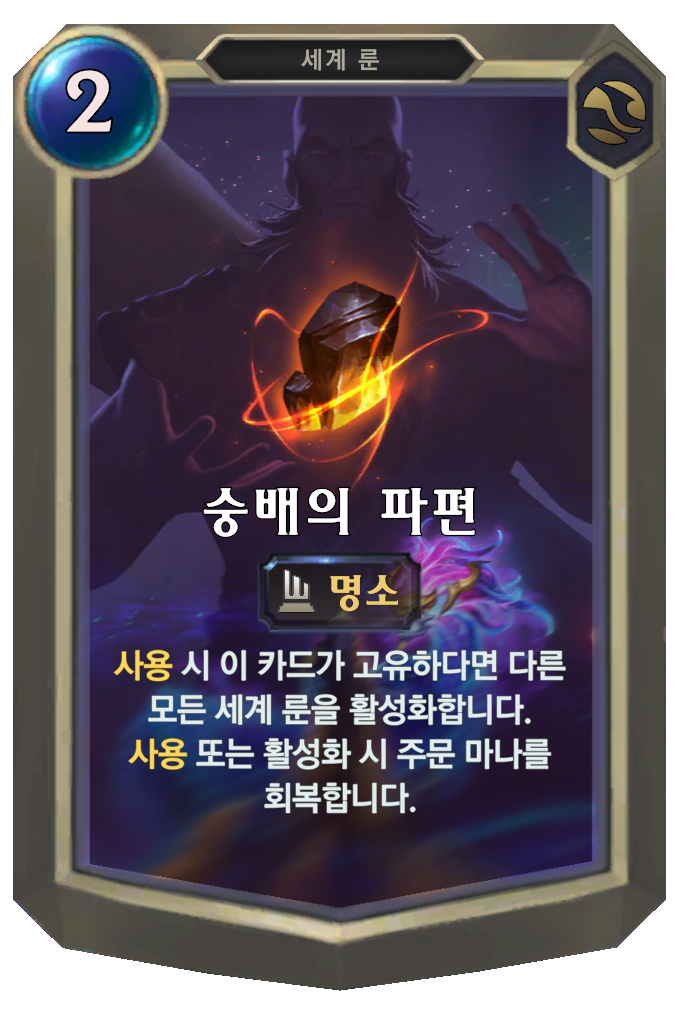 세계 룬
2
숭배의 파편
명소
사용 시 이 카드가 고유하다면 다른
모든 세계 룬을 활성화합니다.
사용 또는 활성화 시 주문 마나를
회복합니다.